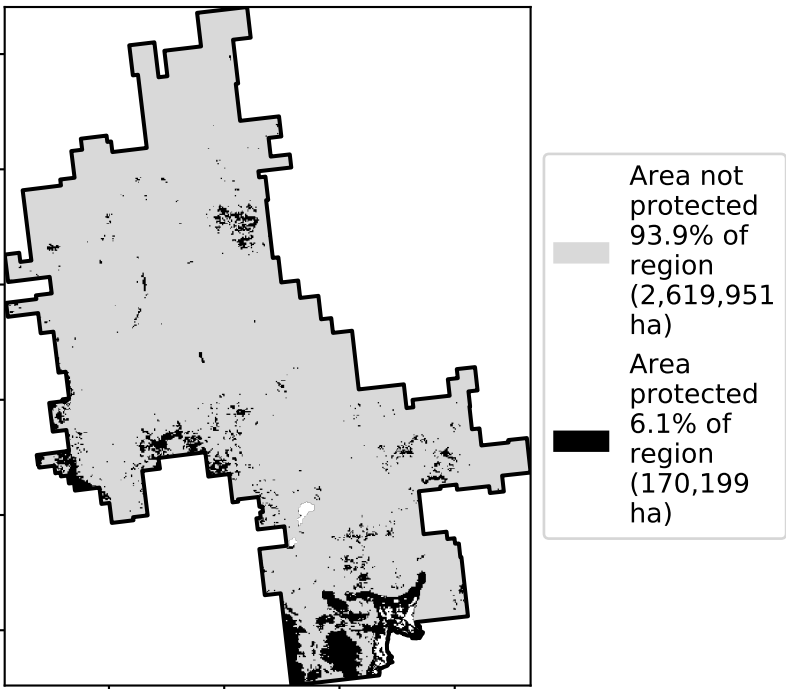 Area not
protected
93.9% of
region
(2,619,951
ha)
Area
protected
6.1% of
region
(170,199
ha)